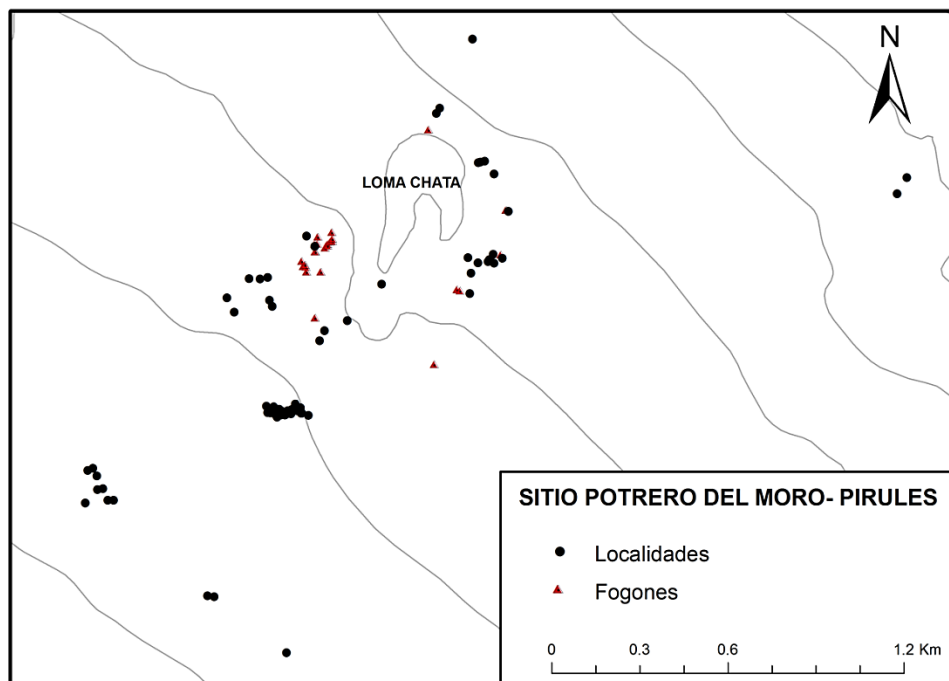 N
LOMA CHATA
SITIO POTRERO DEL MORO- PIRULES
Localidades
Fogones
0 0.3 0.6 1.2 Km